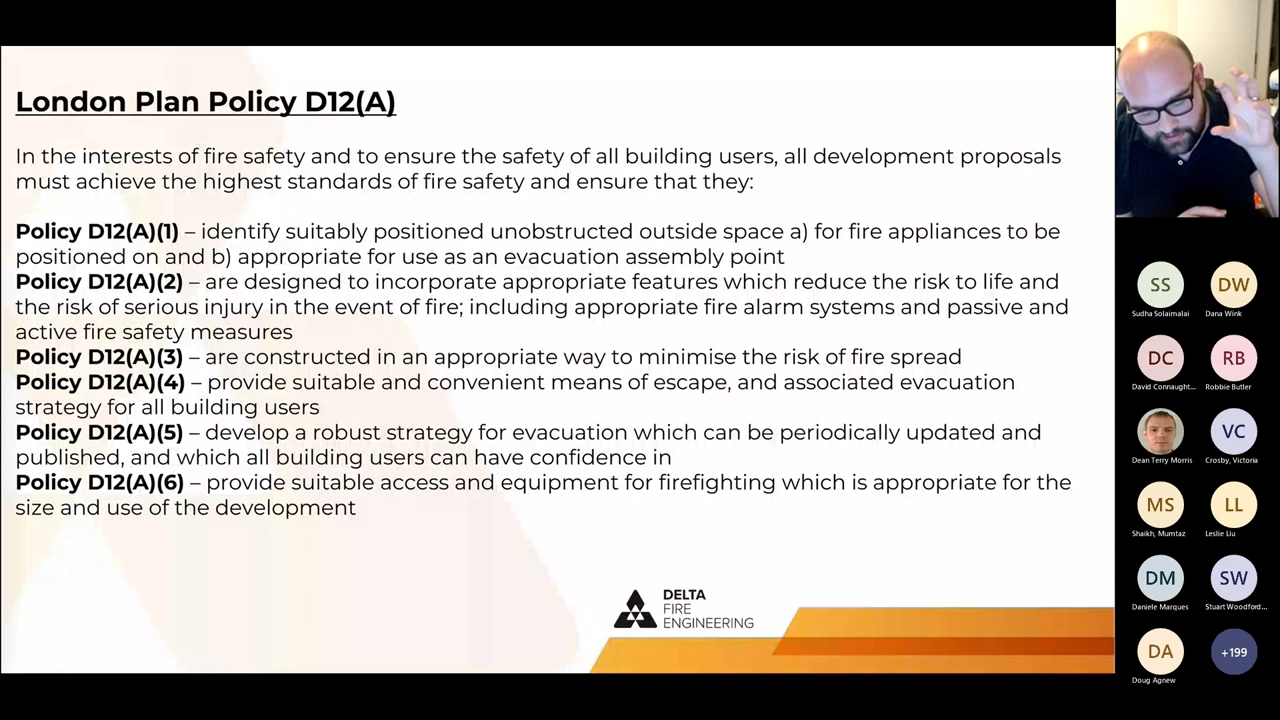 London Plan Policy D12(A)
In the interests of fire safety and to ensure the safety of all building users, all development proposals
must achieve the highest standards of fire safety and ensure that they:
Policy D12(A)(1) – identify suitably positioned unobstructed outside space a) for fire appliances to be
positioned on and b) appropriate for use as an evacuation assembly point
Policy D12(A)(2) – are designed to incorporate appropriate features which reduce the risk to life and
the risk of serious injury in the event of fire; including appropriate fire alarm systems and passive and
active fire safety measures
Policy D12(A)(3) – are constructed in an appropriate way to minimise the risk of fire spread
Policy D12(A)(4) – provide suitable and convenient means of escape, and associated evacuation
strategy for all building users
Policy D12(A)(5) – develop a robust strategy for evacuation which can be periodically updated and
published, and which all building users can have confidence in
Policy D12(A)(6) – provide suitable access and equipment for firefighting which is appropriate for the
size and use of the development
DELTA
FIRE
ENGINEERING
SS
DW
Sudha Solaimalai
Dana Wink
DC
RB
David Connaught...
Robbie Butler
VC
Dean Terry Morris
Crosby, Victoria
MS
LL
Shaikh, Mumtaz
Leslie Liu
DM
SW
Daniele Marques
Stuart Woodford...
DA
+199
Doug Agnew